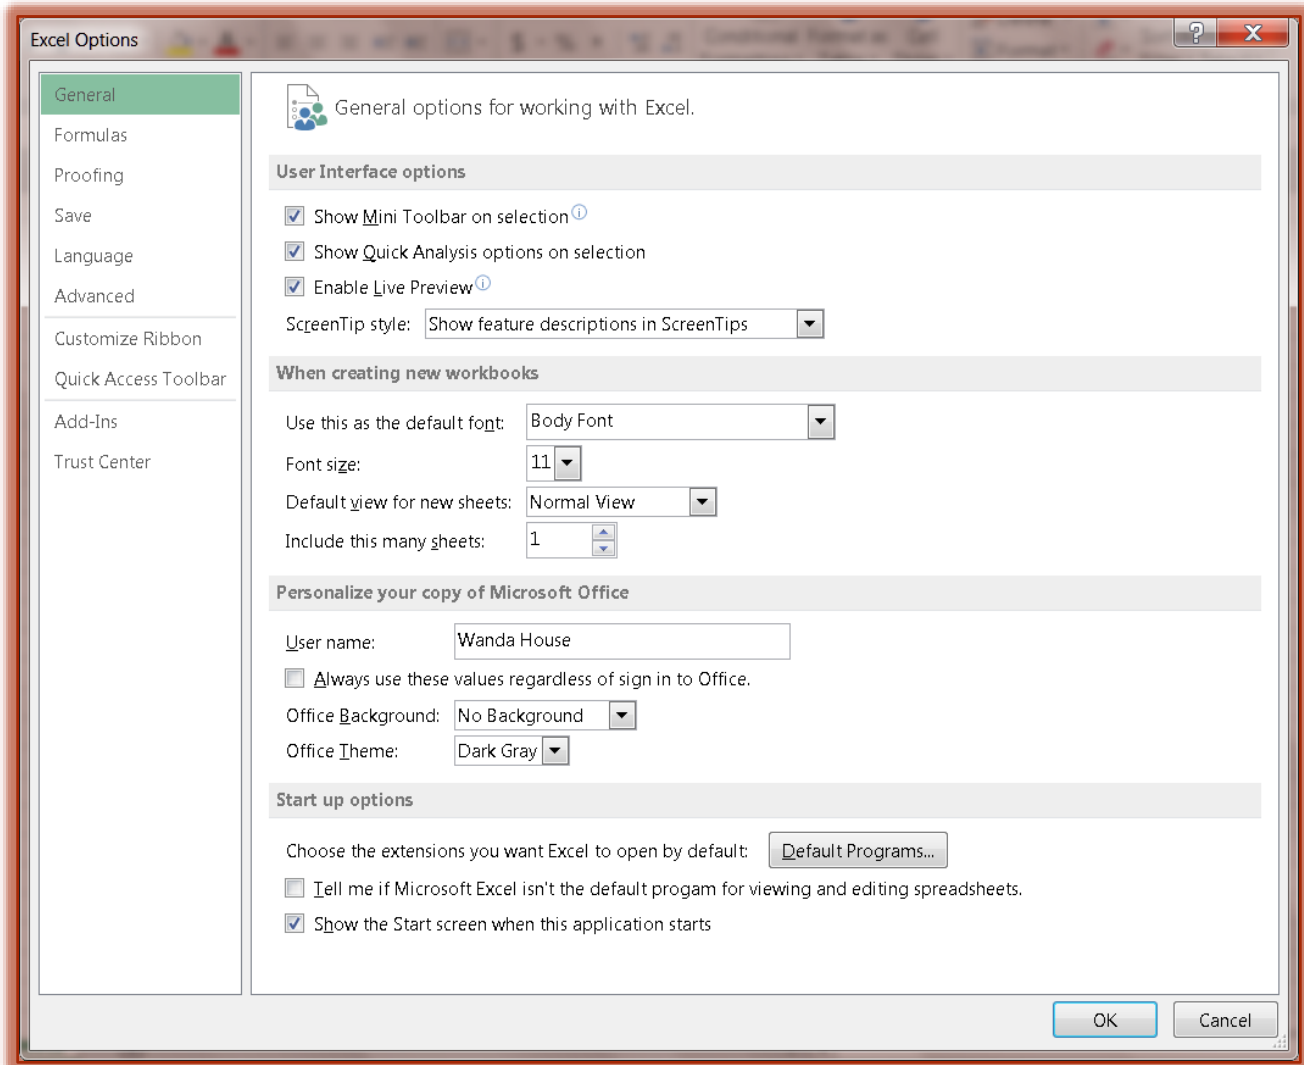 Excel Options
General
Formulas
Proofing
Save
Language
Advanced
Customize Ribbon
Quick Access Toolbar
Add-Ins
Trust Center
General options for working with Excel.
User Interface options
Show Mini Toolbar on selection
Show Quick Analysis options on selection
Enable Live Preview
ScreenTip style: Show feature descriptions in ScreenTips
When creating new workbooks
Use this as the default font: Body Font
Font size: 11
Default view for new sheets: Normal View
Include this many sheets: 1
Personalize your copy of Microsoft Office
User name: Wanda House
Always use these values regardless of sign in to Office.
Office Background: No Background
Office Theme: Dark Gray
Start up options
Choose the extensions you want Excel to open by default: Default Programs...
Tell me if Microsoft Excel isn't the default progam for viewing and editing spreadsheets.
Show the Start screen when this application starts
OK Cancel